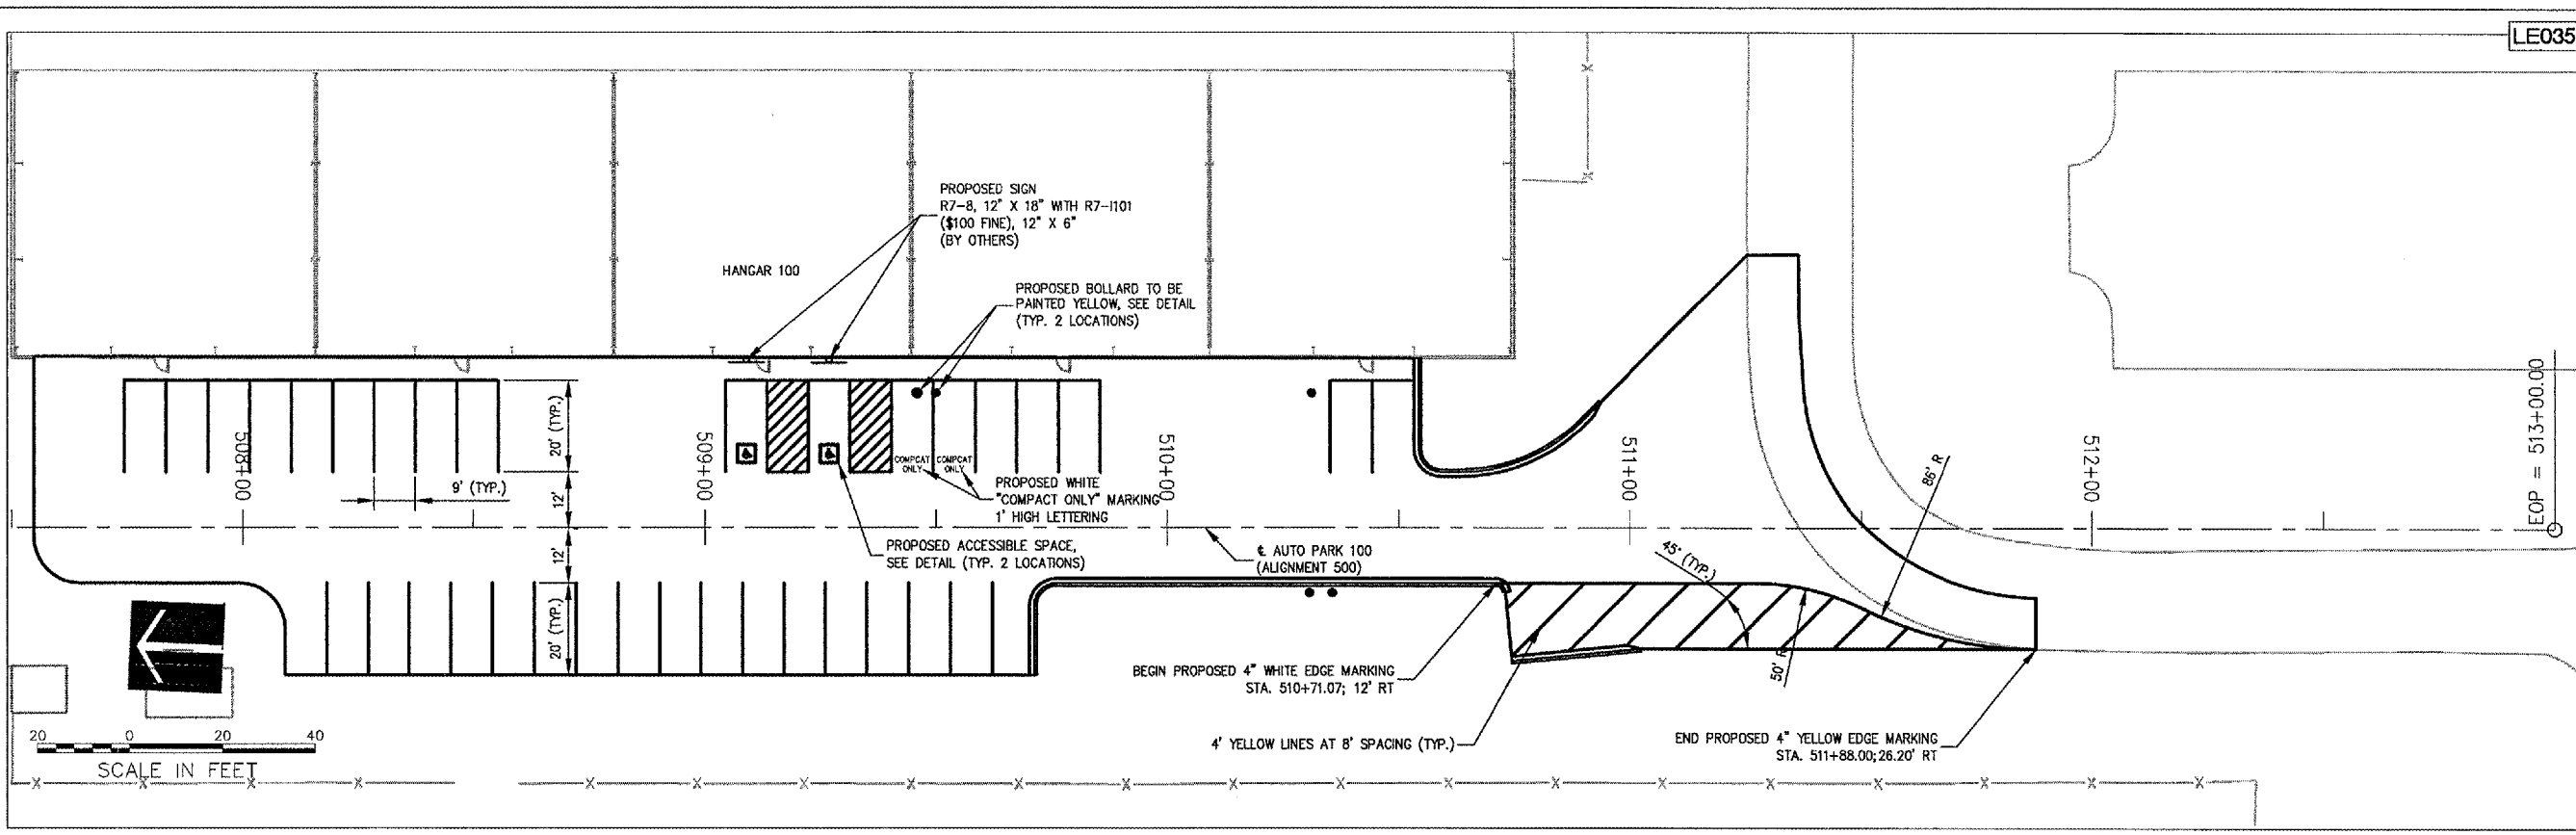 LE035
PROPOSED SIGN
R7-8, 12" X 18" WITH R7-I101
($100 FINE), 12" X 6"
(BY OTHERS)
HANGAR 100
PROPOSED BOLLARD TO BE
PAINTED YELLOW, SEE DETAIL
(TYP. 2 LOCATIONS)
20' (TYP.)
9' (TYP.)
12'
12'
20' (TYP.)
508+00
509+00
510+00
511+00
512+00
EOP = 513+00.00
COMPCAT
ONLY
COMPCAT
ONLY
PROPOSED WHITE
"COMPACT ONLY" MARKING
1' HIGH LETTERING
PROPOSED ACCESSIBLE SPACE,
SEE DETAIL (TYP. 2 LOCATIONS)
℄ AUTO PARK 100
(ALIGNMENT 500)
45° (TYP.)
86' R
50' R
BEGIN PROPOSED 4" WHITE EDGE MARKING
STA. 510+71.07; 12' RT
4' YELLOW LINES AT 8' SPACING (TYP.)
END PROPOSED 4" YELLOW EDGE MARKING
STA. 511+88.00;26.20' RT
20 0 20 40
SCALE IN FEET